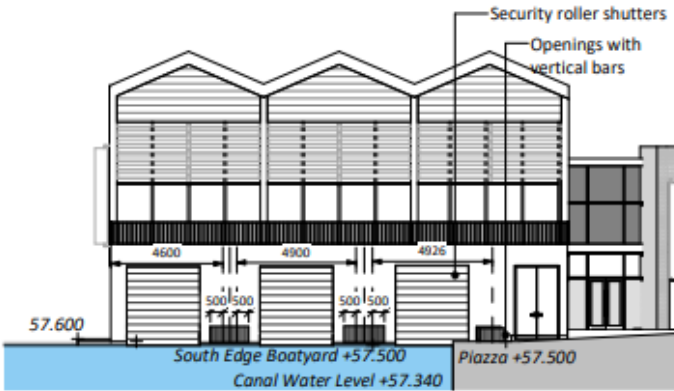 Security roller shutters
Openings with
vertical bars
4600
4900
4926
500 500
500 500
57.600
South Edge Boatyard +57.500
Piazza +57.500
Canal Water Level +57.340